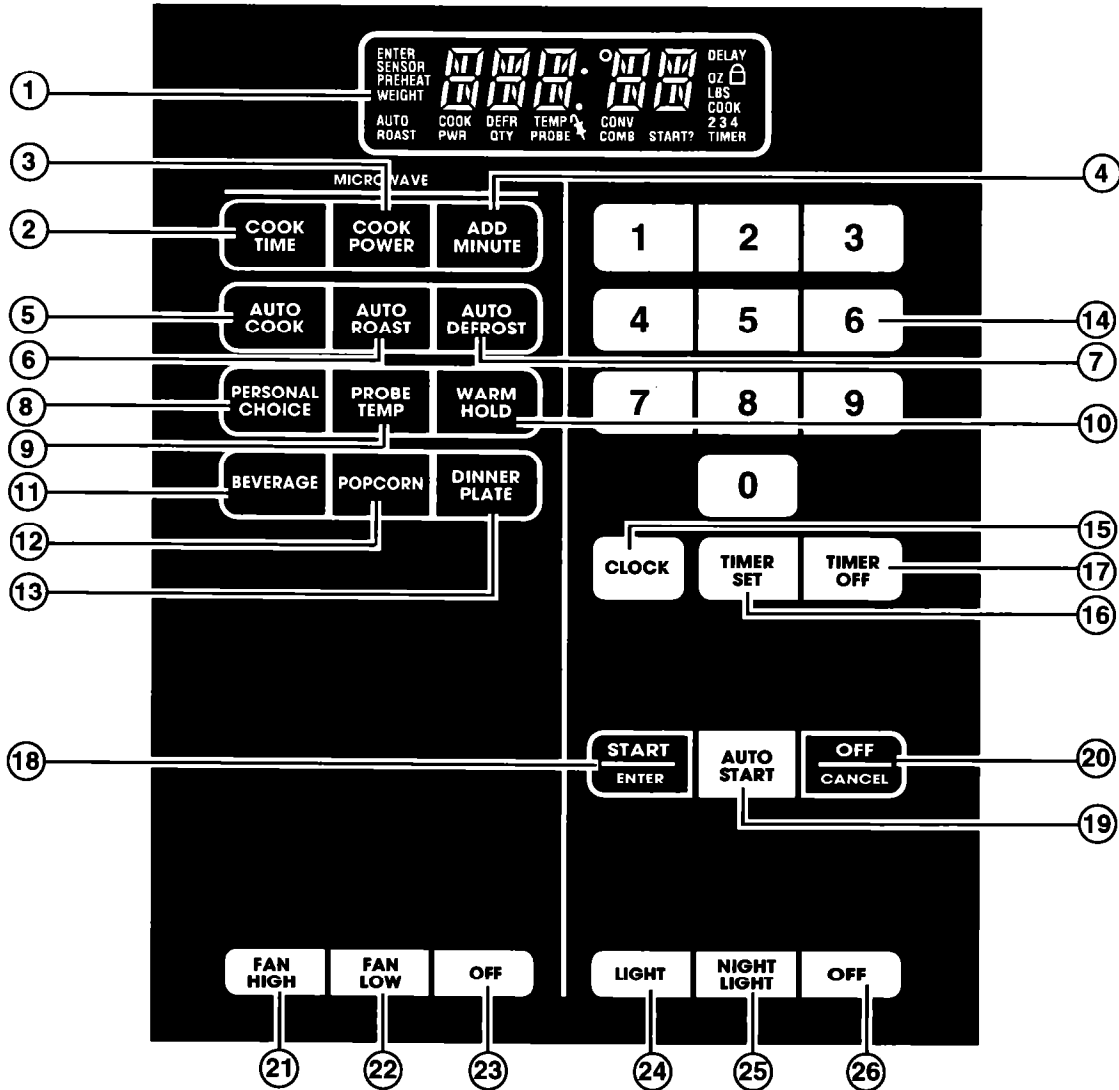 ENTER
SENSOR
PREHEAT
WEIGHT
AUTO
ROAST
COOK
PWR
DEFR
QTY
TEMP
PROBE
CONV
COMB
START?
DELAY
OZ
LBS
COOK
2 3 4
TIMER
1
3
MICROWAVE
4
2
COOK
TIME
COOK
POWER
ADD
MINUTE
1
2
3
5
AUTO
COOK
AUTO
ROAST
AUTO
DEFROST
4
5
6
14
6
7
8
PERSONAL
CHOICE
PROBE
TEMP
WARM
HOLD
7
8
9
10
9
11
BEVERAGE
POPCORN
DINNER
PLATE
0
12
15
13
CLOCK
TIMER
SET
TIMER
OFF
17
16
18
START
ENTER
AUTO
START
OFF
CANCEL
20
19
FAN
HIGH
FAN
LOW
OFF
LIGHT
NIGHT
LIGHT
OFF
21
22
23
24
25
26